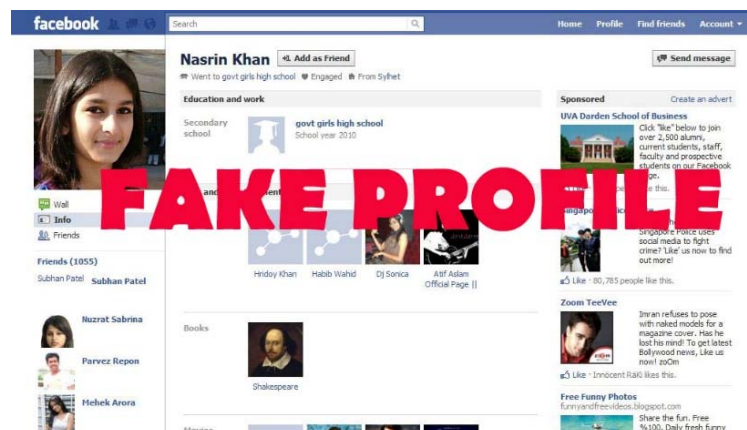 facebook
Search
Home Profile Find friends Account
Nasrin Khan
+1 Add as Friend
Send message
Went to govt girls high school Engaged From Sylhet
Education and work
Secondary school
govt girls high school
School year 2010
FAKE PROFILE
and
Wall
Info
Friends
Friends (1055)
Subhan Patel Subhan Patel
Nuzrat Sabrina
Parvez Repon
Mehek Arora
Hridoy Khan
Habib Wahid
Dj Sonica
Atif Aslam
Official Page ||
Books
Shakespeare
Sponsored
Create an advert
UVA Darden School of Business
Click "like" below to join
over 2,500 alumni,
current students, staff,
faculty and prospective
students on our Facebook
like this.
Singapore Police
Singapore Police uses
social media to fight
crime? 'Like' us now to find
out more!
Like · 80,785 people like this.
Zoom TeeVee
Imran refuses to pose
with naked models for a
magazine cover. Has he
lost his mind? To get latest
Bollywood news, Like us
now! zoOm
Like · Innocent Räkî likes this.
Free Funny Photos
funnyandfreevideos.blogspot.com
Share the fun. Free
%100. Daily fresh funny